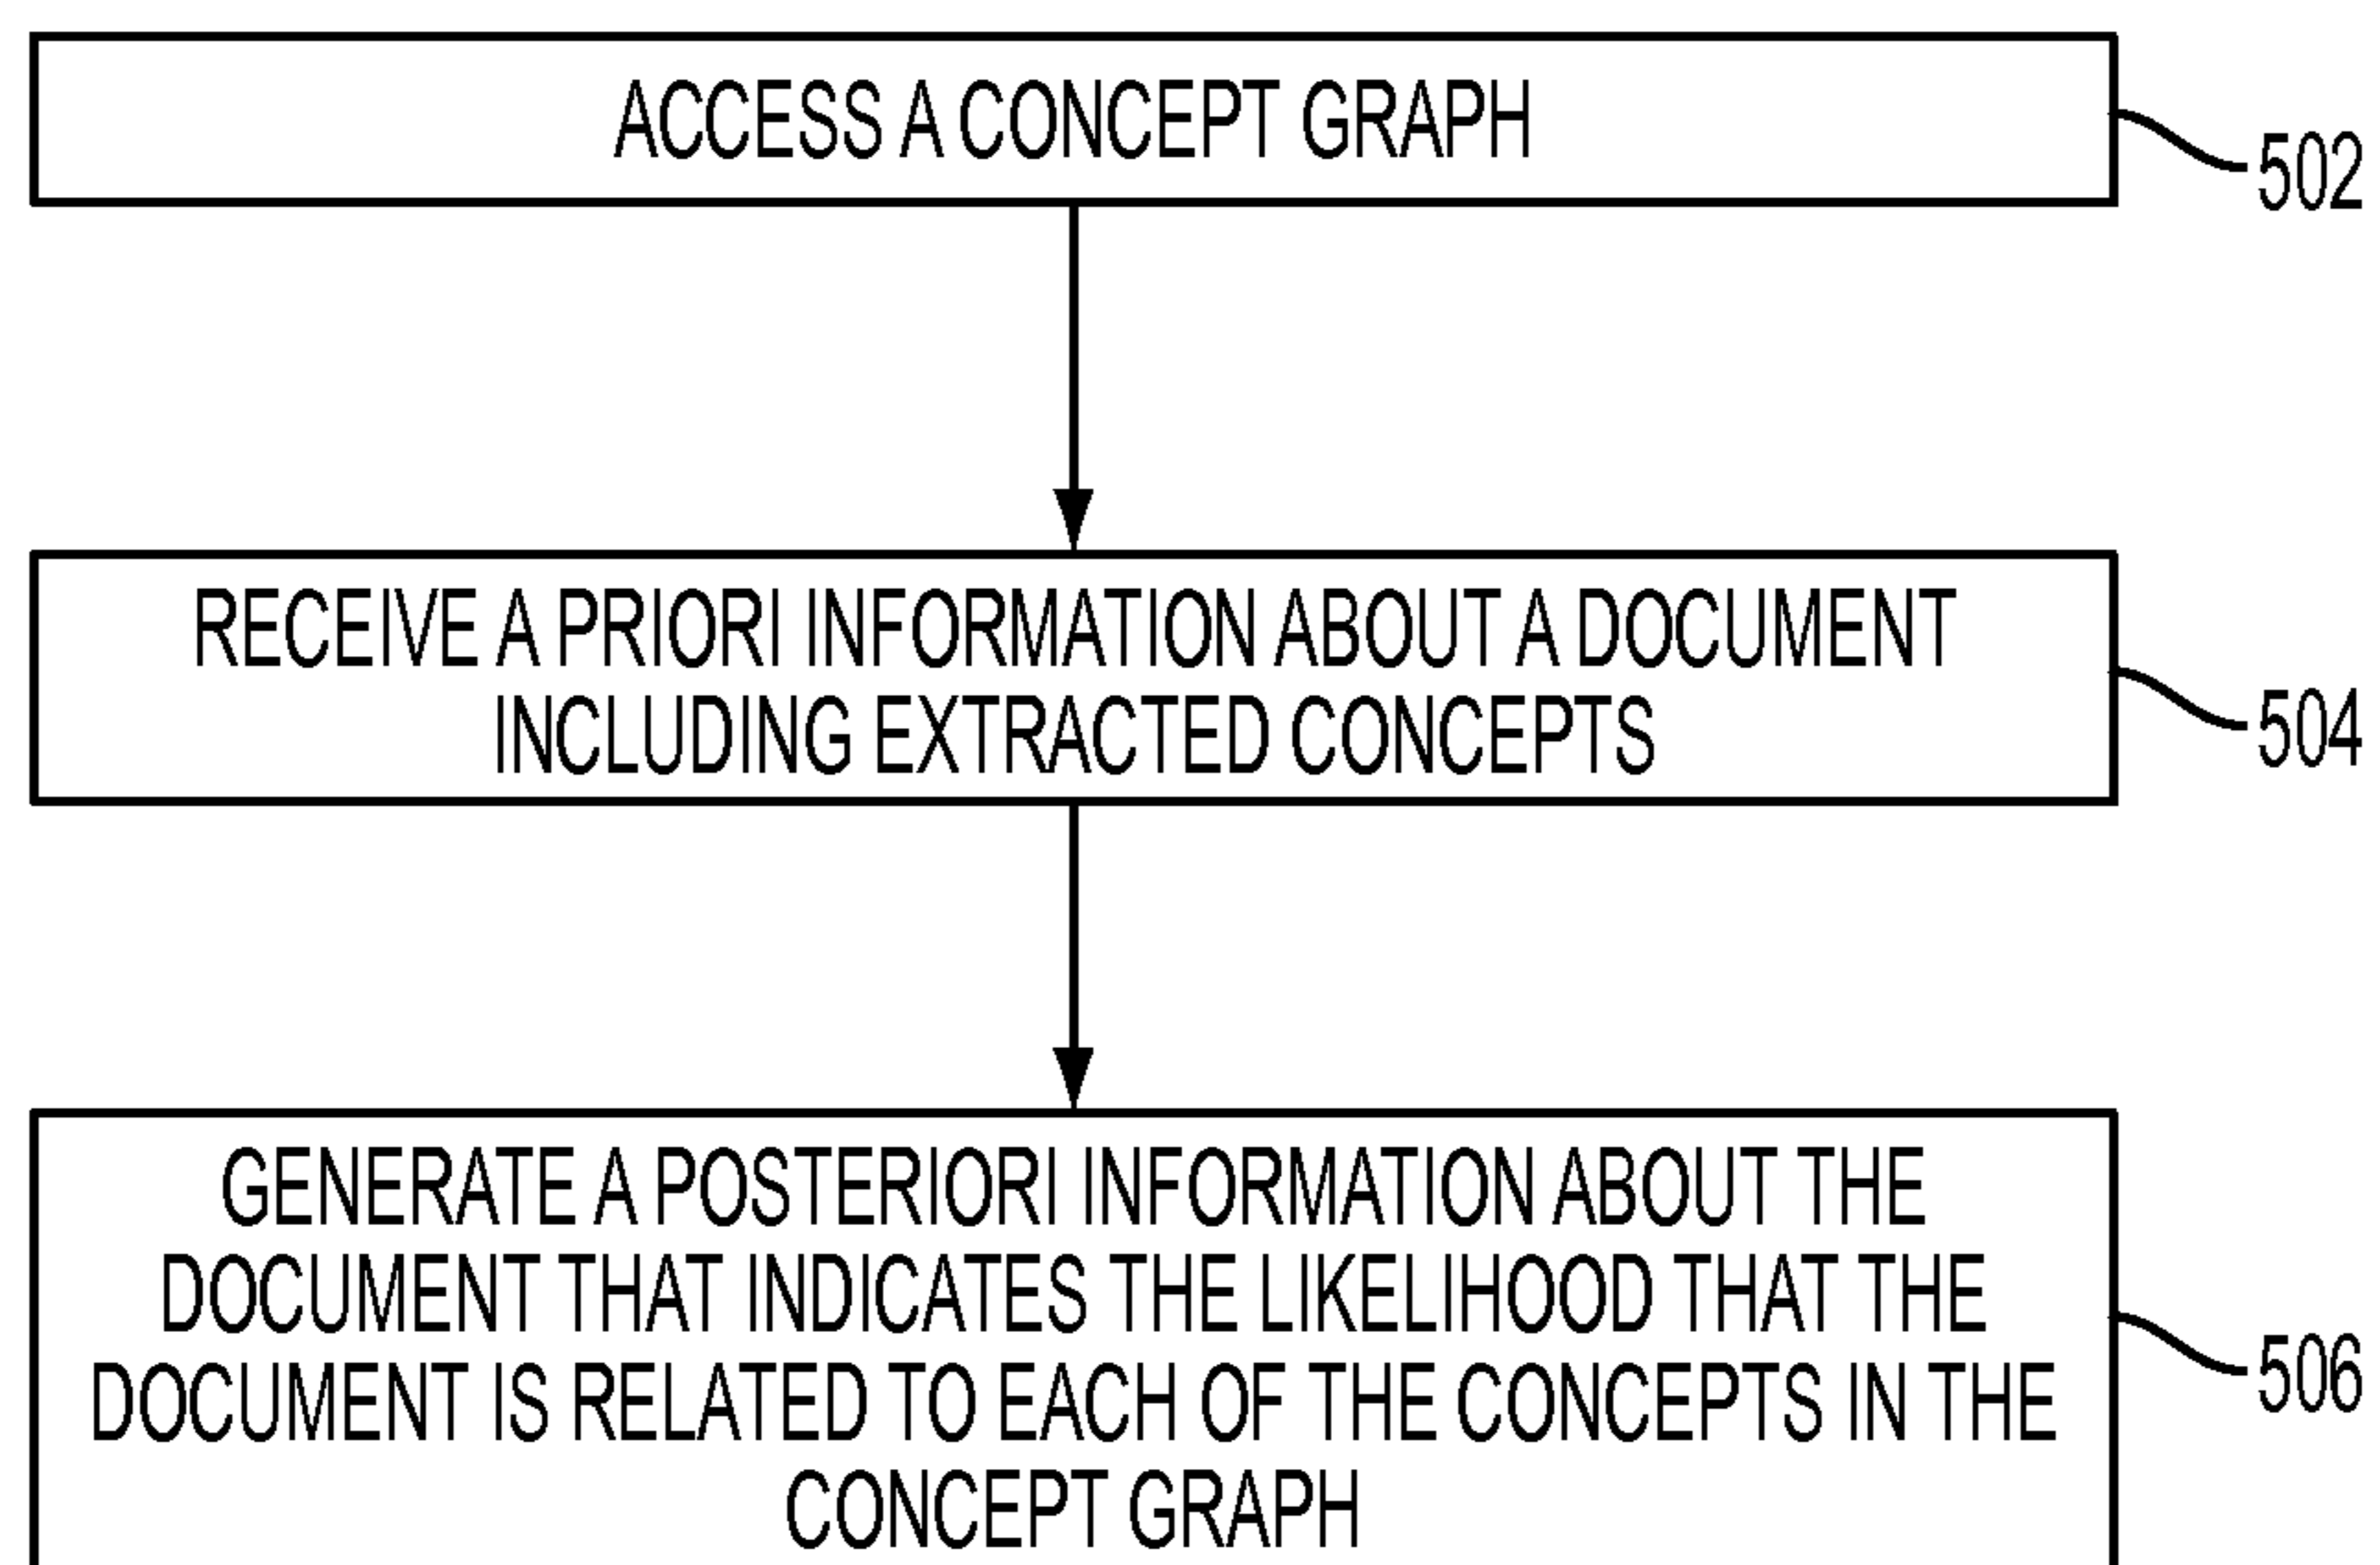 ACCESS A CONCEPT GRAPH
502
RECEIVE A PRIORI INFORMATION ABOUT A DOCUMENT
INCLUDING EXTRACTED CONCEPTS
504
GENERATE A POSTERIORI INFORMATION ABOUT THE
DOCUMENT THAT INDICATES THE LIKELIHOOD THAT THE
DOCUMENT IS RELATED TO EACH OF THE CONCEPTS IN THE
CONCEPT GRAPH
506